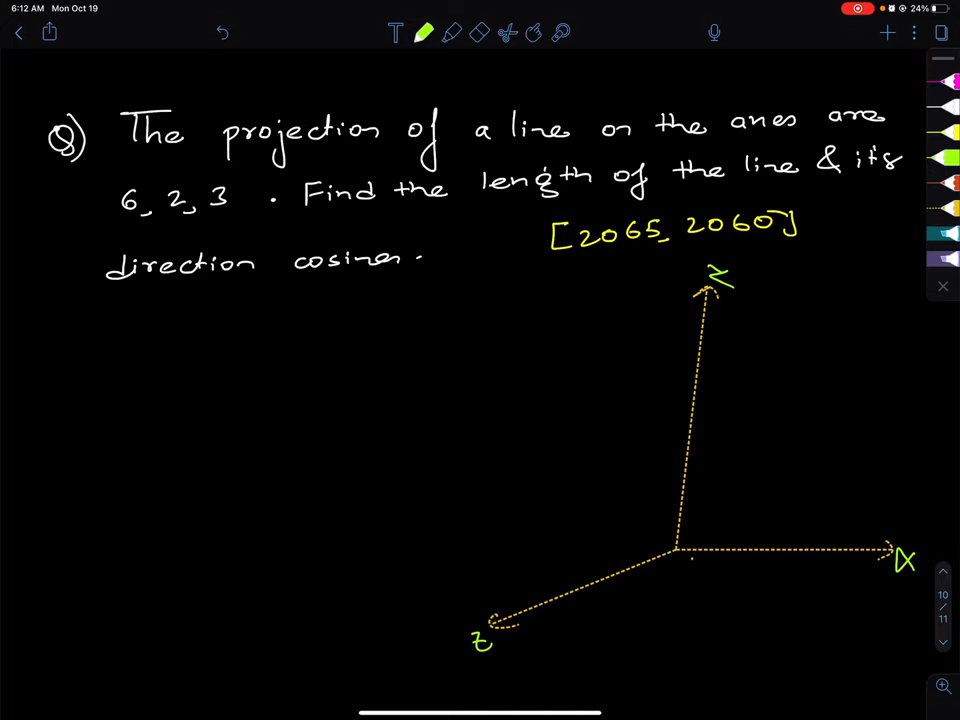 6:12 AM Mon Oct 19
24%
T
Q) The projection of a line on the axes are
6, 2, 3 . Find the length of the line & it's
[2065, 2060]
direction cosines.
Z
X
Z
10
/
11